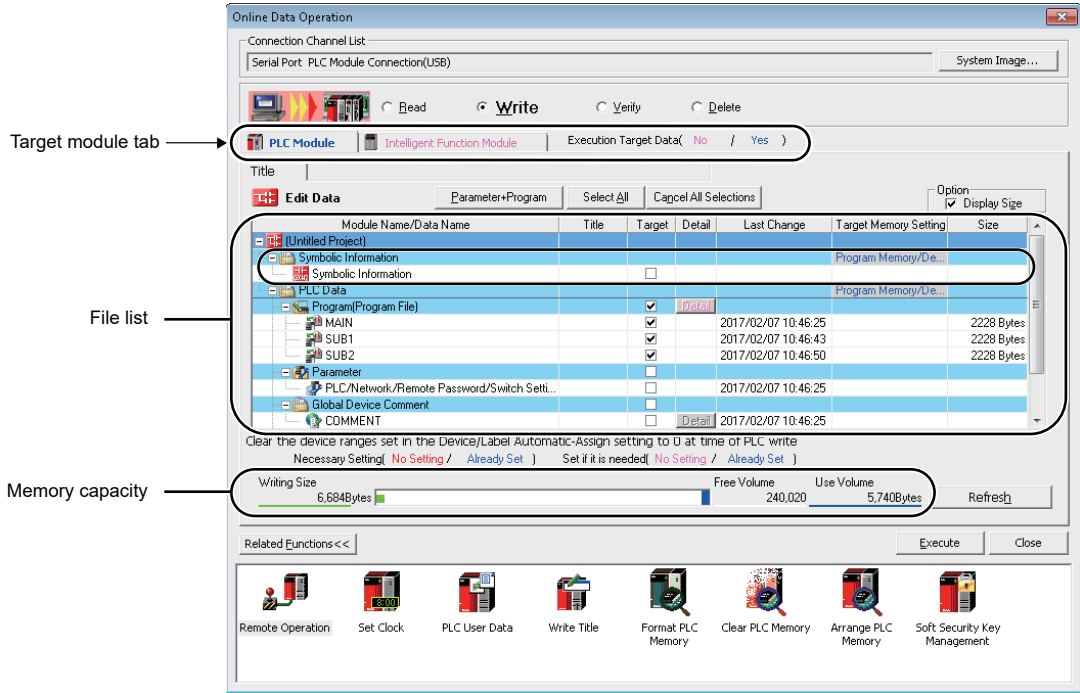 Online Data Operation
Connection Channel List
Serial Port PLC Module Connection(USB)
System Image...
Read
Write
Verify
Delete
Target module tab
PLC Module
Intelligent Function Module
Execution Target Data( No / Yes )
Title
Edit Data
Parameter+Program
Select All
Cancel All Selections
Option
Display Size
Module Name/Data Name Title Target Detail Last Change Target Memory Setting Size
(Untitled Project)
Symbolic Information Program Memory/De...
Symbolic Information
PLC Data Program Memory/De...
Program(Program File) Detail
File list
MAIN 2017/02/07 10:46:25 2228 Bytes
SUB1 2017/02/07 10:46:43 2228 Bytes
SUB2 2017/02/07 10:46:50 2228 Bytes
Parameter
PLC/Network/Remote Password/Switch Setti... 2017/02/07 10:46:25
Global Device Comment
COMMENT Detail 2017/02/07 10:46:25
Clear the device ranges set in the Device/Label Automatic-Assign setting to 0 at time of PLC write
Necessary Setting( No Setting / Already Set ) Set if it is needed( No Setting / Already Set )
Memory capacity
Writing Size Free Volume Use Volume
6,684Bytes 240,020 5,740Bytes
Refresh
Related Functions<<
Execute
Close
8:00
Remote Operation
Set Clock
PLC User Data
Write Title
Format PLC
Memory
Clear PLC Memory
Arrange PLC
Memory
Soft Security Key
Management